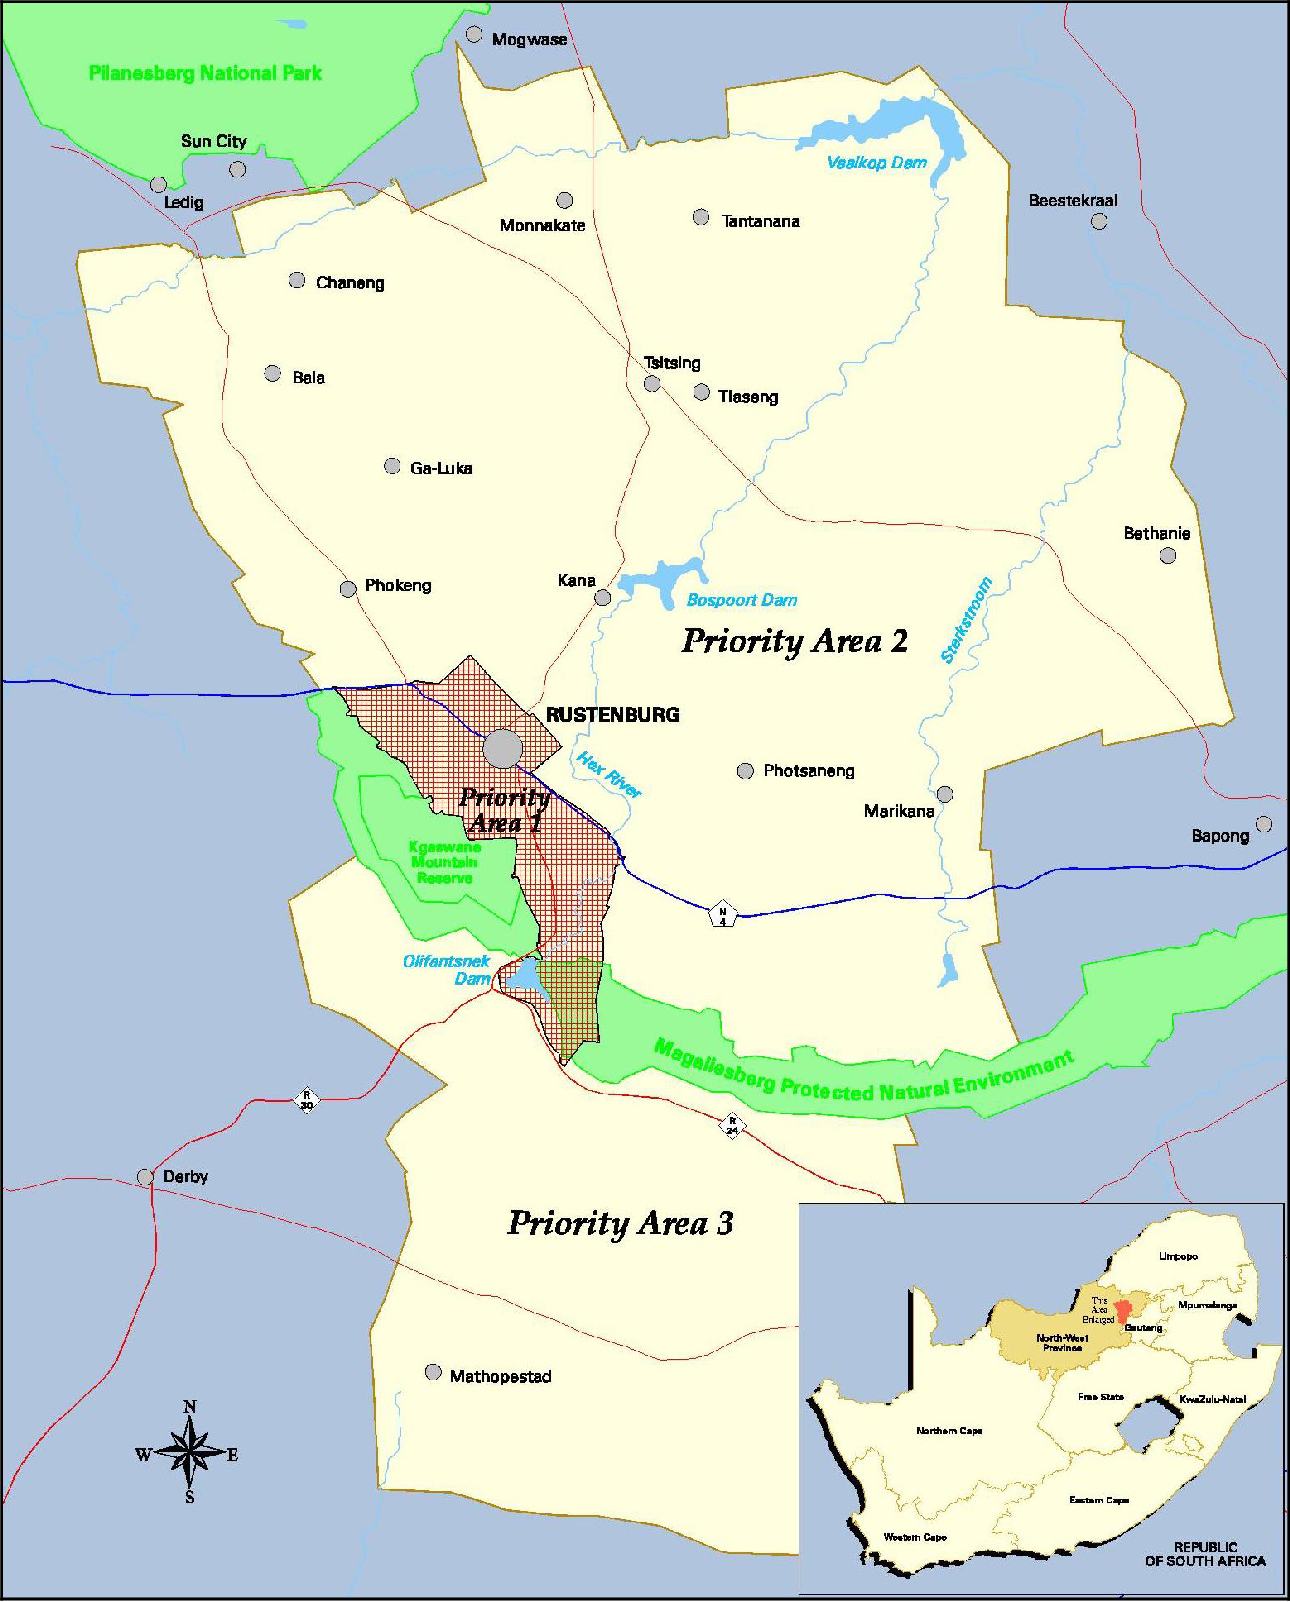 Mogwase
Pilanesberg National Park
Sun City
Ledig
Vaalkop Dam
Beestekraal
Monnakate
Tantanana
Chaneng
Tsitsing
Bala
Tlaseng
Ga-Luka
Bethanie
Phokeng
Kana
Bospoort Dam
Sterkstroom
Priority Area 2
RUSTENBURG
Hex River
Photsaneng
Priority
Area 1
Marikana
Bapong
Kgaswane
Mountain
Reserve
N
4
Olifantsnek
Dam
Magaliesberg Protected Natural Environment
R
30
R
24
Derby
Priority Area 3
Mathopestad
N
W
E
S
Limpopo
This
Area
Enlarged
Mpumalanga
Gauteng
North-West
Province
Free State
KwaZulu-Natal
Northern Cape
Eastern Cape
Western Cape
REPUBLIC
OF SOUTH AFRICA